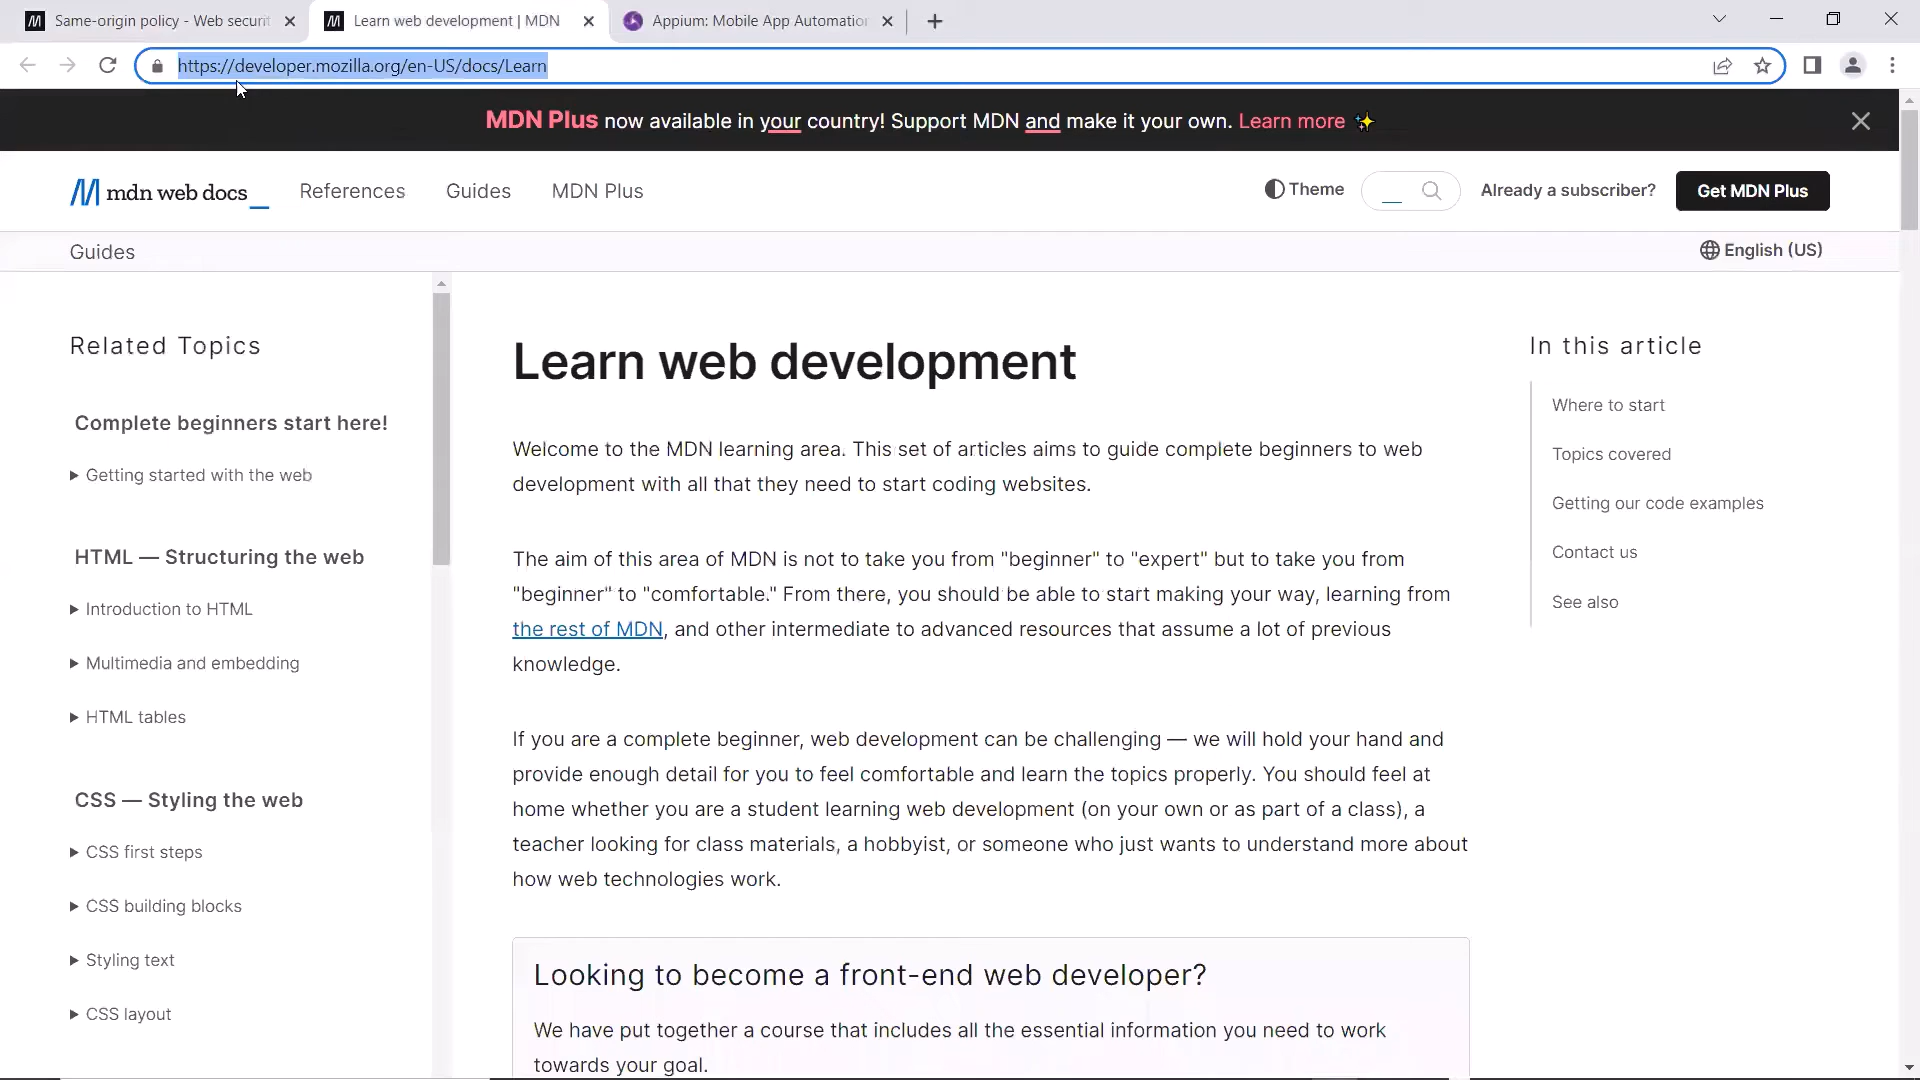 Same-origin policy - Web securit
Learn web development | MDN
Appium: Mobile App Automation
https://developer.mozilla.org/en-US/docs/Learn
MDN Plus now available in your country! Support MDN and make it your own. Learn more ✨
mdn web docs_
References
Guides
MDN Plus
Theme
Already a subscriber?
Get MDN Plus
Guides
English (US)
Related Topics
Complete beginners start here!
Getting started with the web
HTML — Structuring the web
Introduction to HTML
Multimedia and embedding
HTML tables
CSS — Styling the web
CSS first steps
CSS building blocks
Styling text
CSS layout
Learn web development
Welcome to the MDN learning area. This set of articles aims to guide complete beginners to web
development with all that they need to start coding websites.
The aim of this area of MDN is not to take you from "beginner" to "expert" but to take you from
"beginner" to "comfortable." From there, you should be able to start making your way, learning from
the rest of MDN, and other intermediate to advanced resources that assume a lot of previous
knowledge.
If you are a complete beginner, web development can be challenging — we will hold your hand and
provide enough detail for you to feel comfortable and learn the topics properly. You should feel at
home whether you are a student learning web development (on your own or as part of a class), a
teacher looking for class materials, a hobbyist, or someone who just wants to understand more about
how web technologies work.
Looking to become a front-end web developer?
We have put together a course that includes all the essential information you need to work
towards your goal.
In this article
Where to start
Topics covered
Getting our code examples
Contact us
See also